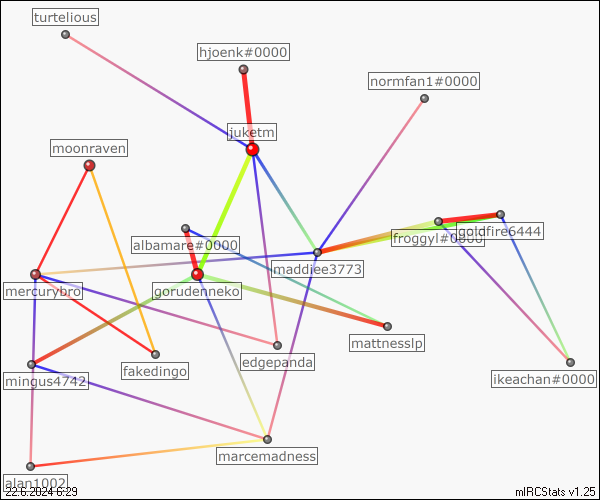 turtelious
hjoenk#0000
normfan1#0000
juketm
moonraven
froggyl#0000
goldfire6444
albamare#0000
maddiee3773
mercurybro
gorudenneko
mattnesslp
edgepanda
fakedingo
mingus4742
ikeachan#0000
marcemadness
alan1002
22.6.2024 6:29
mIRCStats v1.25